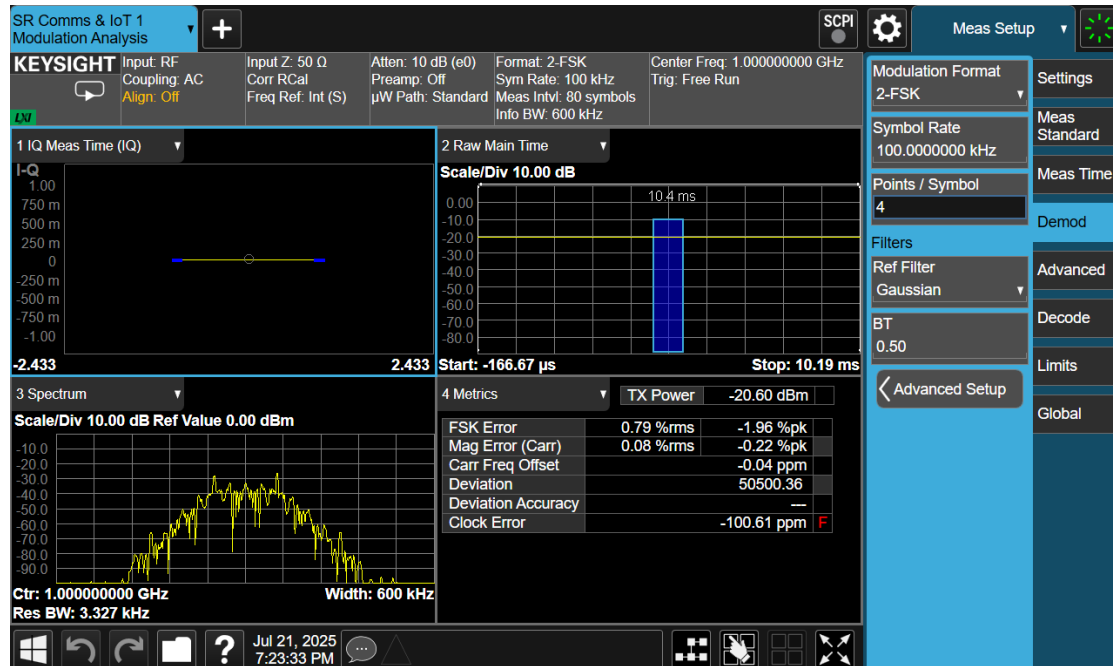 SR Comms & IoT 1
Modulation Analysis
SCPI
Meas Setup
KEYSIGHT
LXI
Input: RF
Coupling: AC
Align: Off
Input Z: 50 Ω
Corr RCal
Freq Ref: Int (S)
Atten: 10 dB (e0)
Preamp: Off
µW Path: Standard
Format: 2-FSK
Sym Rate: 100 kHz
Meas Intvl: 80 symbols
Info BW: 600 kHz
Center Freq: 1.000000000 GHz
Trig: Free Run
1 IQ Meas Time (IQ)
I-Q
1.00
750 m
500 m
250 m
0
-250 m
-500 m
-750 m
-1.00
-2.433 2.433
2 Raw Main Time
Scale/Div 10.00 dB
10.4 ms
0.00
-10.0
-20.0
-30.0
-40.0
-50.0
-60.0
-70.0
-80.0
Start: -166.67 µs Stop: 10.19 ms
3 Spectrum
Scale/Div 10.00 dB Ref Value 0.00 dBm
-10.0
-20.0
-30.0
-40.0
-50.0
-60.0
-70.0
-80.0
-90.0
Ctr: 1.000000000 GHz Width: 600 kHz
Res BW: 3.327 kHz
4 Metrics TX Power -20.60 dBm
FSK Error 0.79 %rms -1.96 %pk
Mag Error (Carr) 0.08 %rms -0.22 %pk
Carr Freq Offset -0.04 ppm
Deviation 50500.36
Deviation Accuracy ---
Clock Error -100.61 ppm F
Modulation Format
2-FSK
Symbol Rate
100.0000000 kHz
Points / Symbol
4
Filters
Ref Filter
Gaussian
BT
0.50
Advanced Setup
Settings
Meas
Standard
Meas Time
Demod
Advanced
Decode
Limits
Global
?
Jul 21, 2025
7:23:33 PM